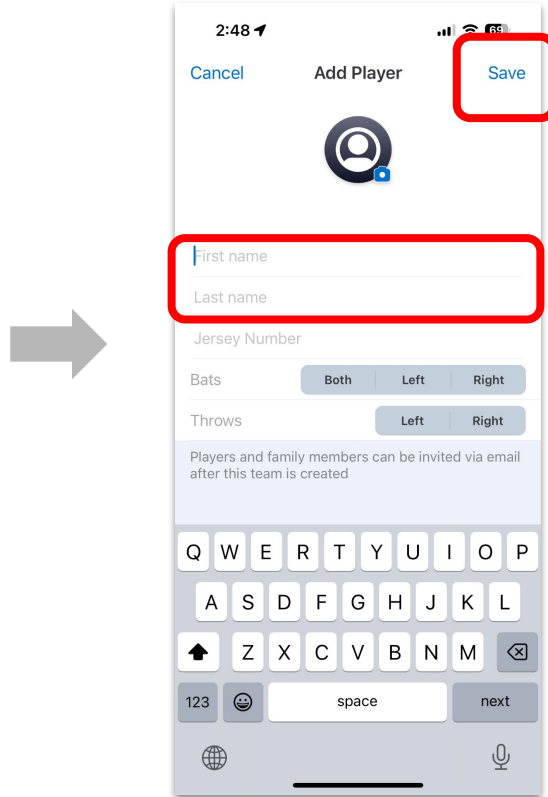 2:48 69
Cancel Add Player Save
First name
Last name
Jersey Number
Bats Both Left Right
Throws Left Right
Players and family members can be invited via email
after this team is created
Q W E R T Y U I O P
A S D F G H J K L
Z X C V B N M
123 space next